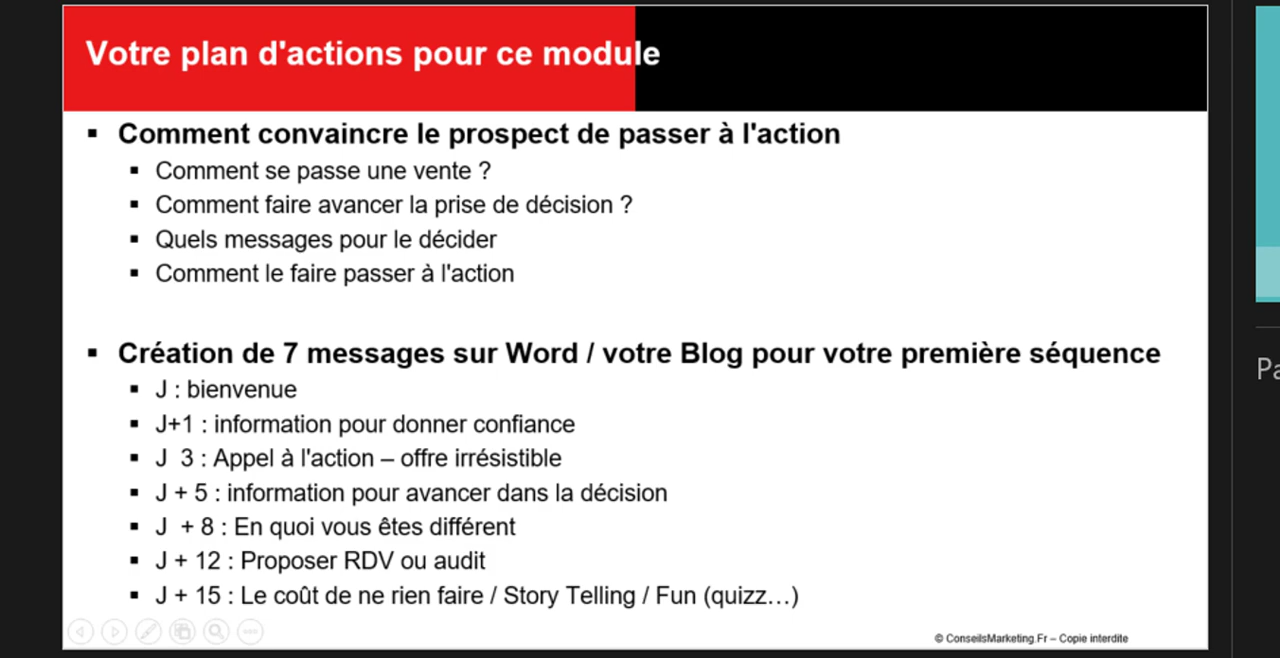 Votre plan d'actions pour ce module
Comment convaincre le prospect de passer à l'action
Comment se passe une vente ?
Comment faire avancer la prise de décision ?
Quels messages pour le décider
Comment le faire passer à l'action
Création de 7 messages sur Word / votre Blog pour votre première séquence
J : bienvenue
J+1 : information pour donner confiance
J 3 : Appel à l'action – offre irrésistible
J + 5 : information pour avancer dans la décision
J + 8 : En quoi vous êtes différent
J + 12 : Proposer RDV ou audit
J + 15 : Le coût de ne rien faire / Story Telling / Fun (quizz…)
© ConseilsMarketing.Fr – Copie interdite
Pa